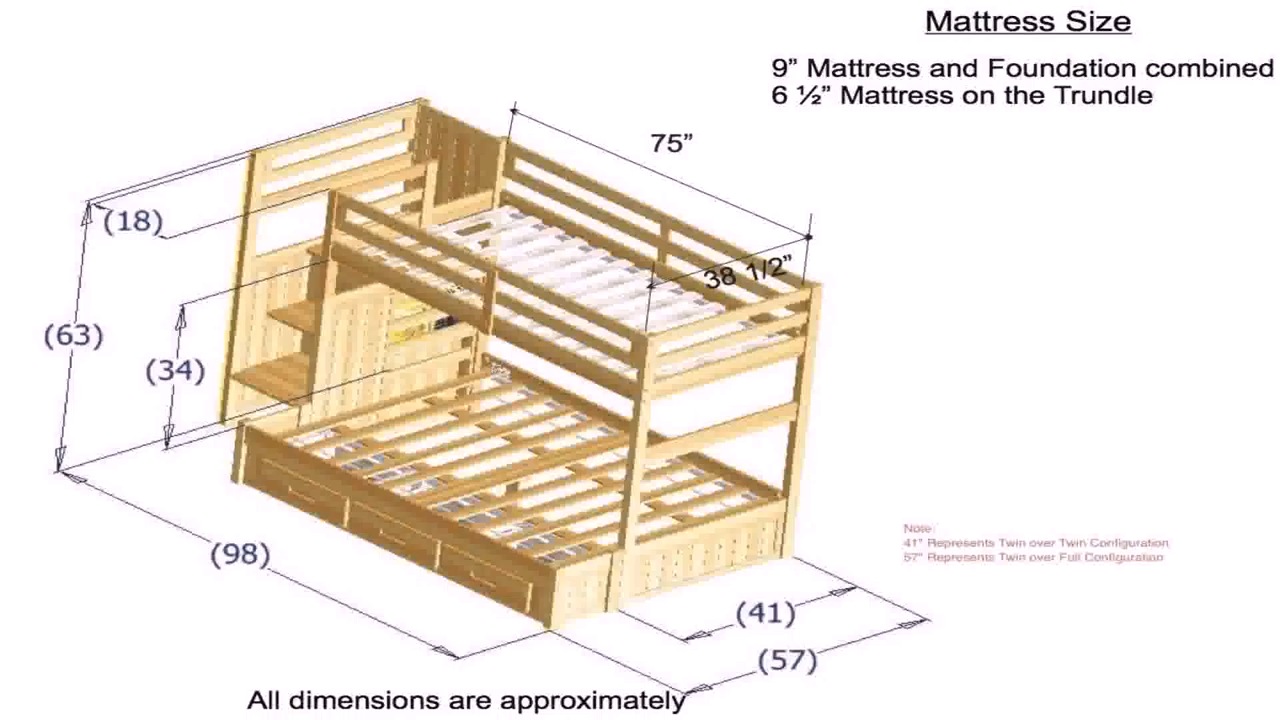 Mattress Size
9” Mattress and Foundation combined
6 ½” Mattress on the Trundle
75”
(18)
38 1/2”
(63)
(34)
Note:
41" Represents Twin over Twin Configuration
57" Represents Twin over Full Configuration
(98)
(41)
(57)
All dimensions are approximately